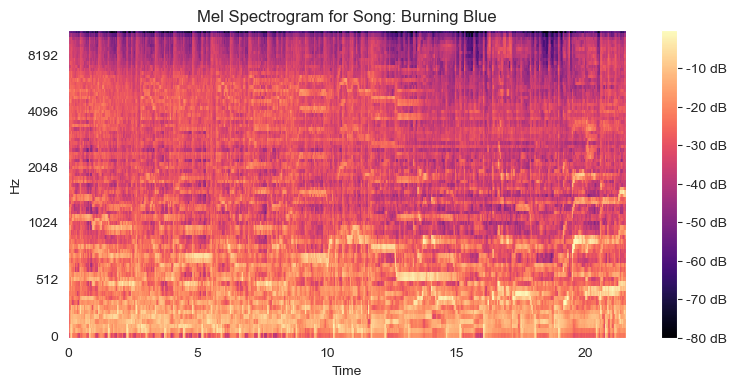 Mel Spectrogram for Song: Burning Blue
8192
4096
2048
1024
512
0
Hz
0
5
10
15
20
Time
-10 dB
-20 dB
-30 dB
-40 dB
-50 dB
-60 dB
-70 dB
-80 dB